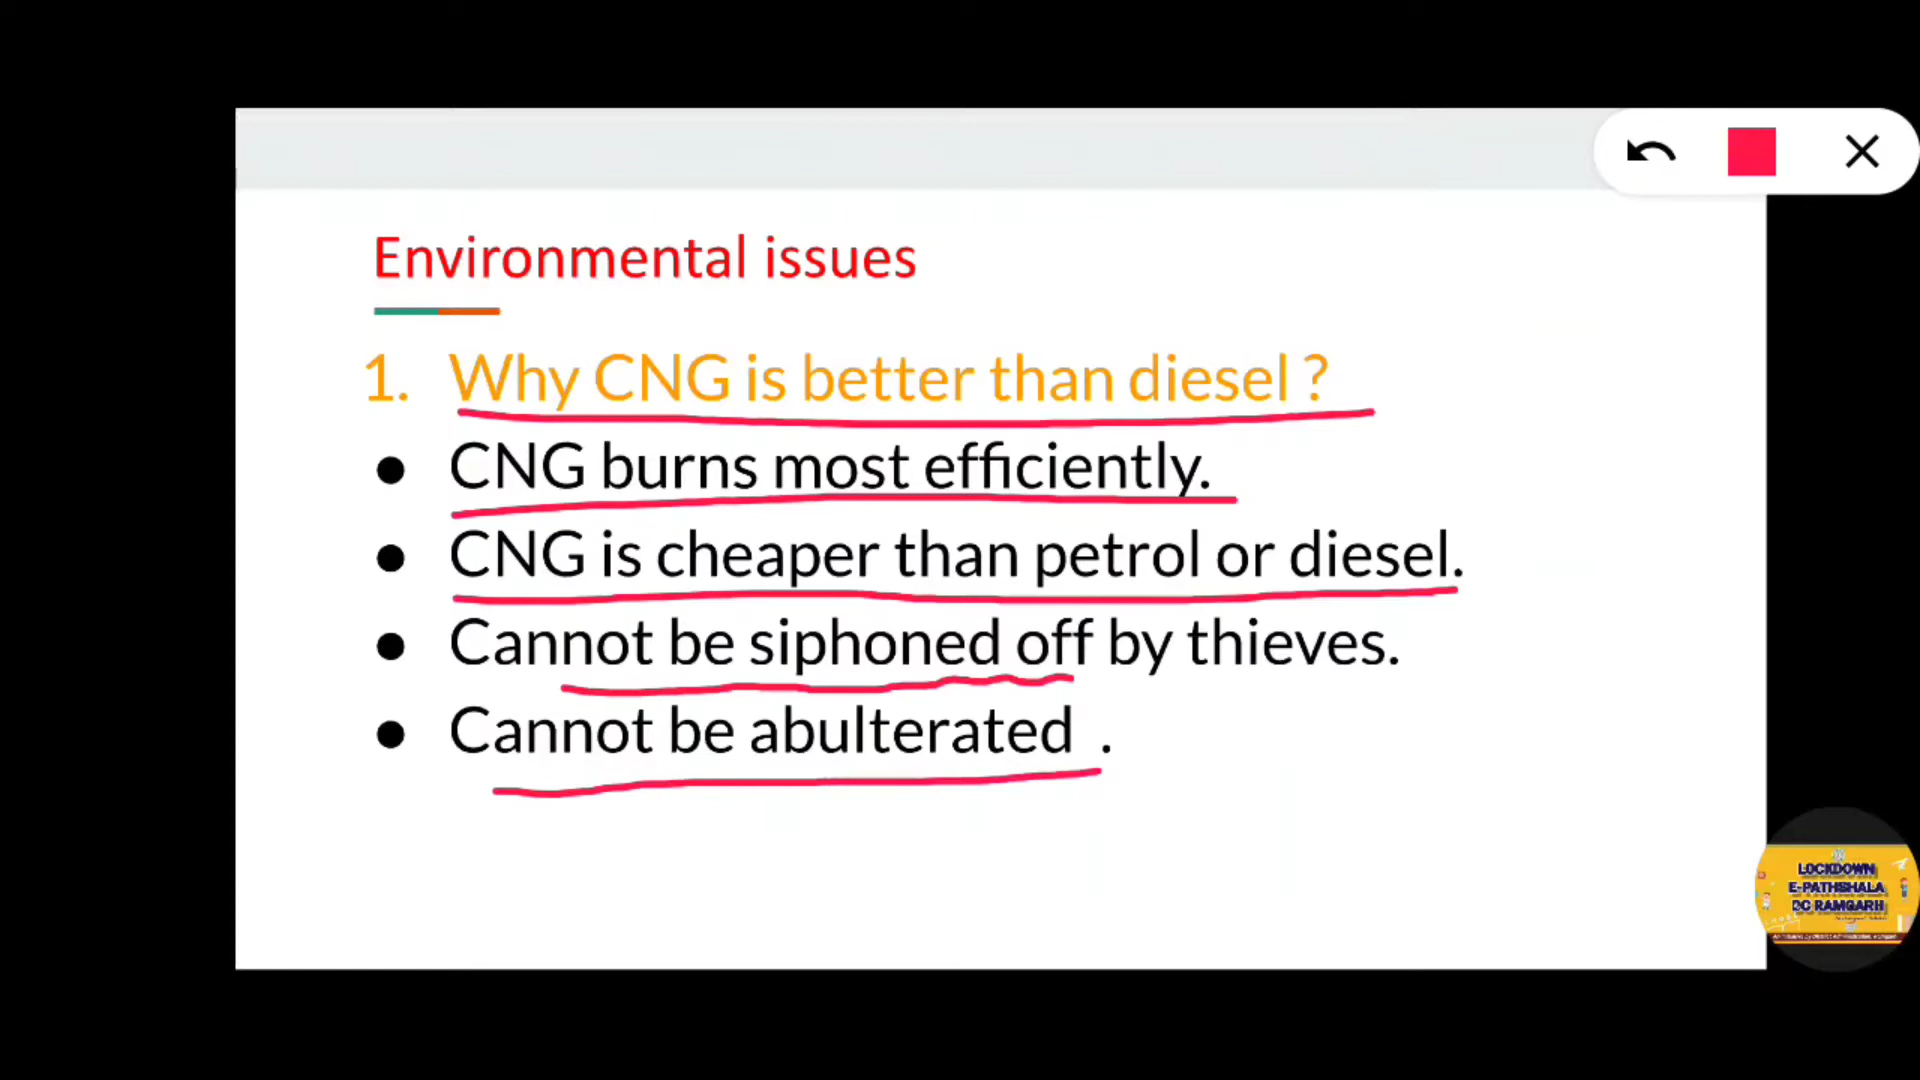 Environmental issues
1. Why CNG is better than diesel ?
● CNG burns most efficiently.
● CNG is cheaper than petrol or diesel.
● Cannot be siphoned off by thieves.
● Cannot be abulterated .
LOCKDOWN
E-PATHSHALA
DC RAMGARH